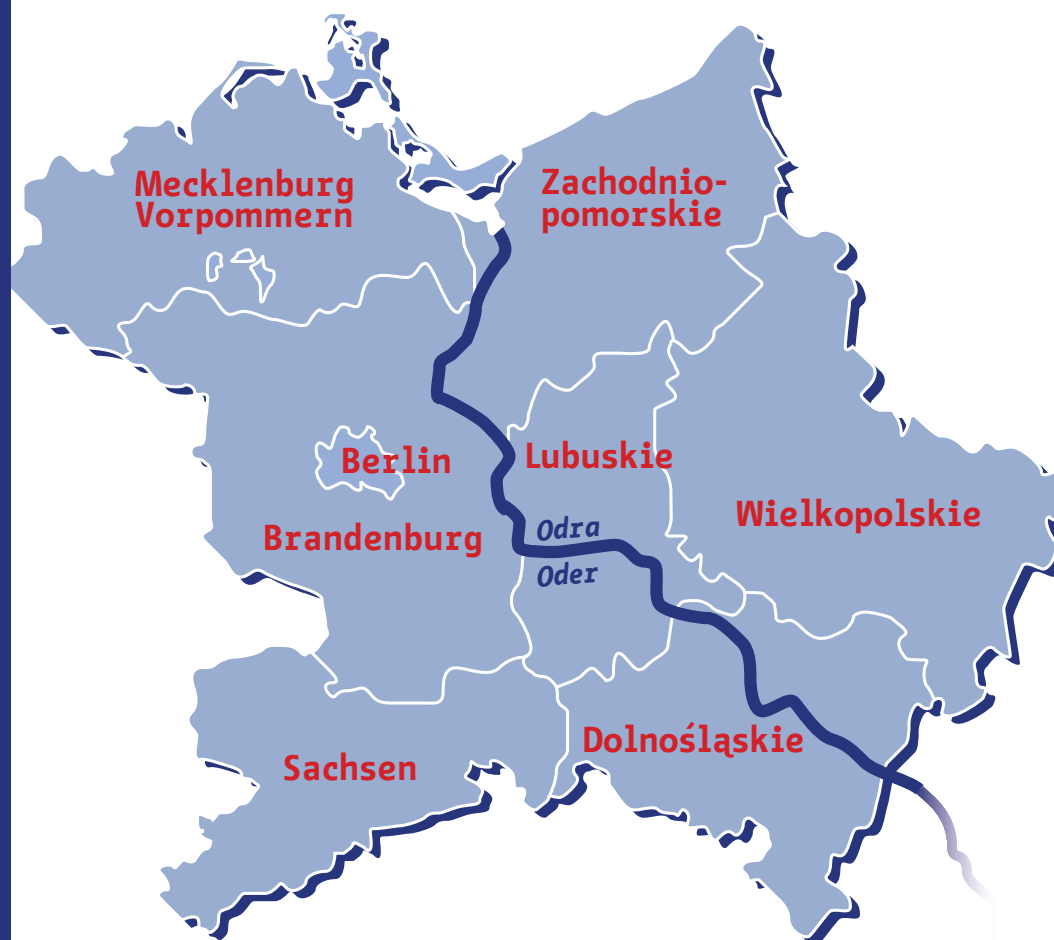 Mecklenburg
Vorpommern
Zachodnio-
pomorskie
Berlin
Lubuskie
Brandenburg
Wielkopolskie
Odra
Oder
Sachsen
Dolnośląskie